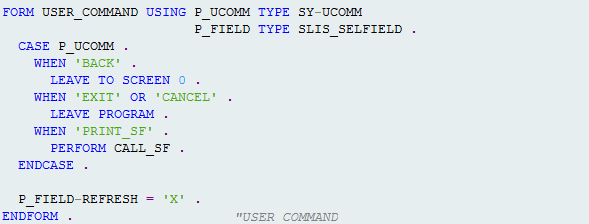 FORM USER_COMMAND USING P_UCOMM TYPE SY-UCOMM
                        P_FIELD TYPE SLIS_SELFIELD .
  CASE P_UCOMM .
    WHEN 'BACK' .
      LEAVE TO SCREEN 0 .
    WHEN 'EXIT' OR 'CANCEL' .
      LEAVE PROGRAM .
    WHEN 'PRINT_SF' .
      PERFORM CALL_SF .
  ENDCASE .

  P_FIELD-REFRESH = 'X' .
ENDFORM .                    "USER COMMAND